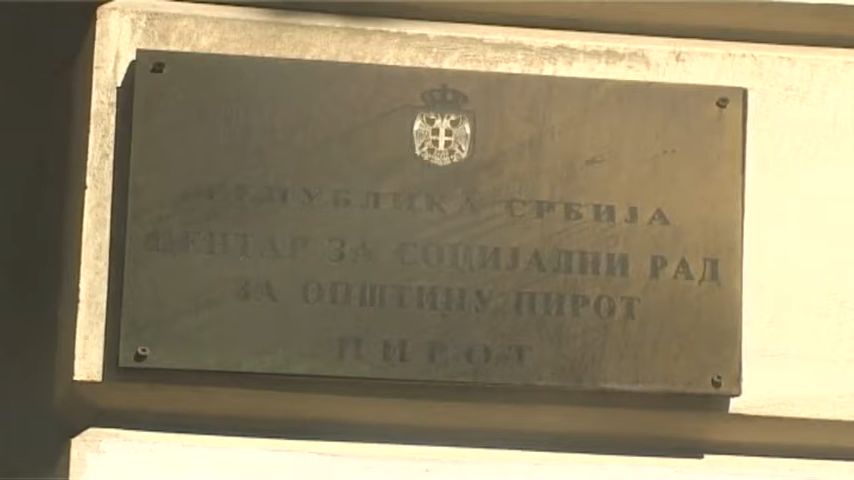 РЕПУБЛИКА СРБИЈА
ЦЕНТАР ЗА СОЦИЈАЛНИ РАД
ЗА ОПШТИНУ ПИРОТ
ПИРОТ